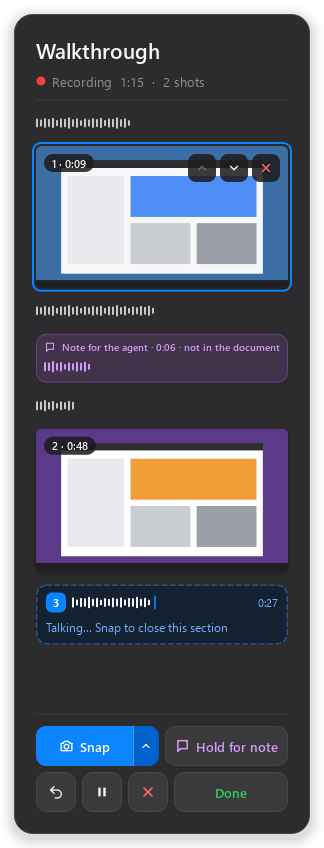 Walkthrough
Recording 1:15 · 2 shots
1 · 0:09
Note for the agent · 0:06 · not in the document
2 · 0:48
3 0:27
Talking... Snap to close this section
Snap
Hold for note
Done